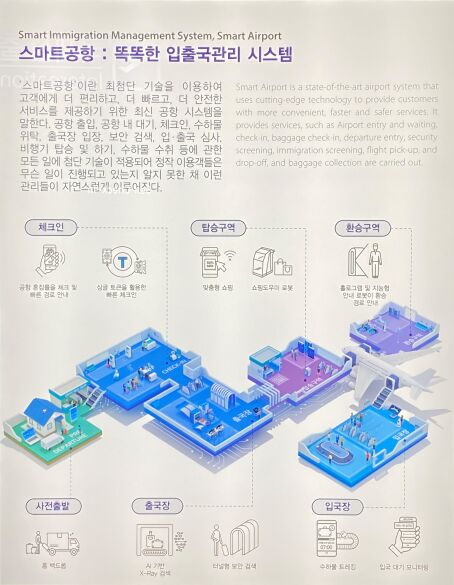 Smart Immigration Management System, Smart Airport
스마트공항 : 똑똑한 입출국관리 시스템
'스마트공항'이란 최첨단 기술을 이용하여
고객에게 더 편리하고, 더 빠르고, 더 안전한
서비스를 제공하기 위한 최신 공항 시스템을
말한다. 공항 출입, 공항 내 대기, 체크인, 수하물
위탁, 출국장 입장, 보안 검색, 입·출국 심사,
비행기 탑승 및 하기, 수하물 수취 등에 관한
모든 일에 첨단 기술이 적용되어 정작 이용객들은
무슨 일이 진행되고 있는지 알지 못한 채 이런
관리들이 자연스럽게 이루어진다.
Smart Airport is a state-of-the-art airport system that
uses cutting-edge technology to provide customers
with more convenient, faster and safer services. It
provides services, such as Airport entry and waiting,
check-in, baggage check-in, departure entry, security
screening, immigration screening, flight pick-up, and
drop-off, and baggage collection are carried out.
체크인
탑승구역
환승구역
공항 혼잡률을 체크 및
빠른 경로 안내
싱글 토큰을 활용한
빠른 체크인
맞춤형 쇼핑
쇼핑도우미 로봇
홀로그램 및 지능형
안내 로봇이 환승
경로 안내
CHECK-IN
출국장
PRE
DEPARTURE
사전출발
출국장
입국장
홈 백드롭
AI 기반
X-Ray 검색
터널형 보안 검색
07:00
수하물 트레킹
입국 대기 모니터링